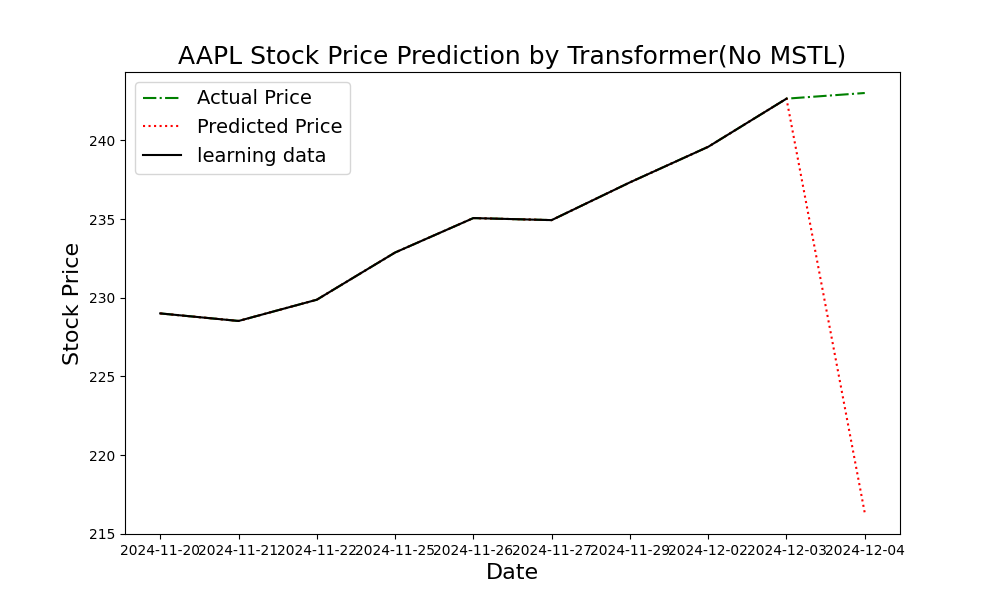 AAPL Stock Price Prediction by Transformer(No MSTL)
Actual Price
Predicted Price
learning data
240
235
230
225
220
215
Stock Price
2024-11-20 2024-11-21 2024-11-22 2024-11-25 2024-11-26 2024-11-27 2024-11-29 2024-12-02 2024-12-03 2024-12-04
Date